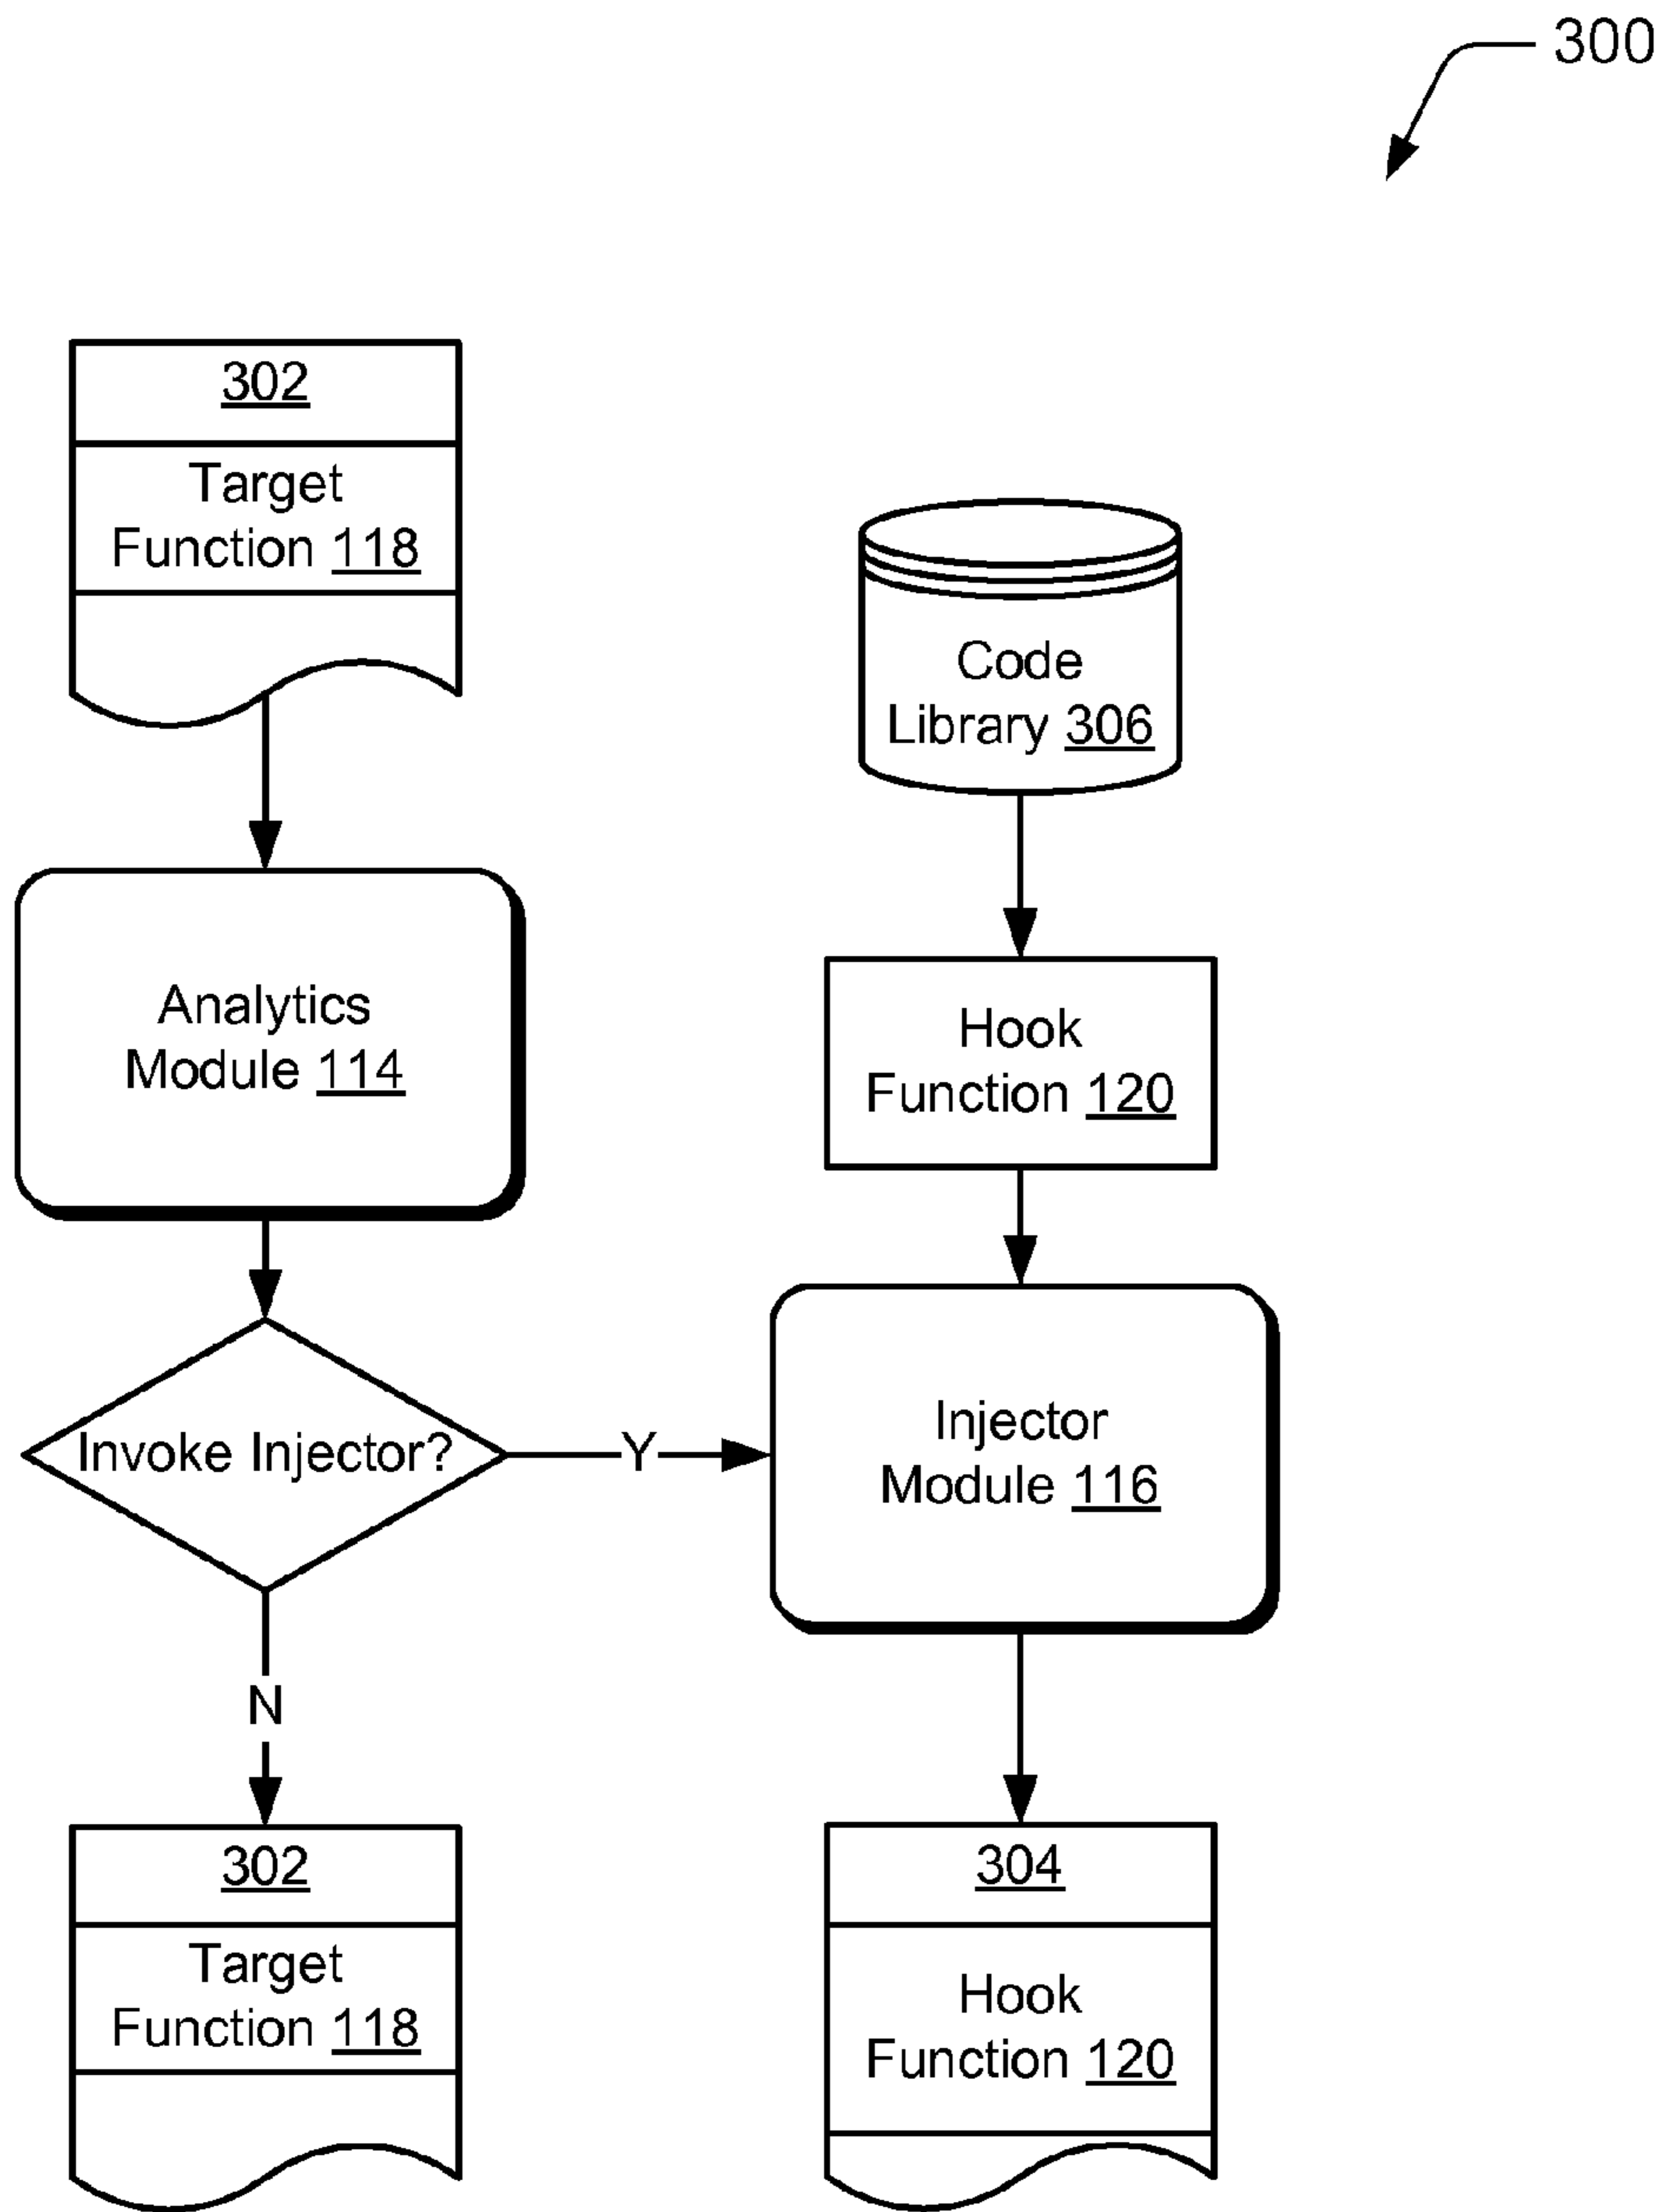 300
302
Target
Function 118
Code
Library 306
Analytics
Module 114
Hook
Function 120
Invoke Injector?
Y
Injector
Module 116
N
302
Target
Function 118
304
Hook
Function 120